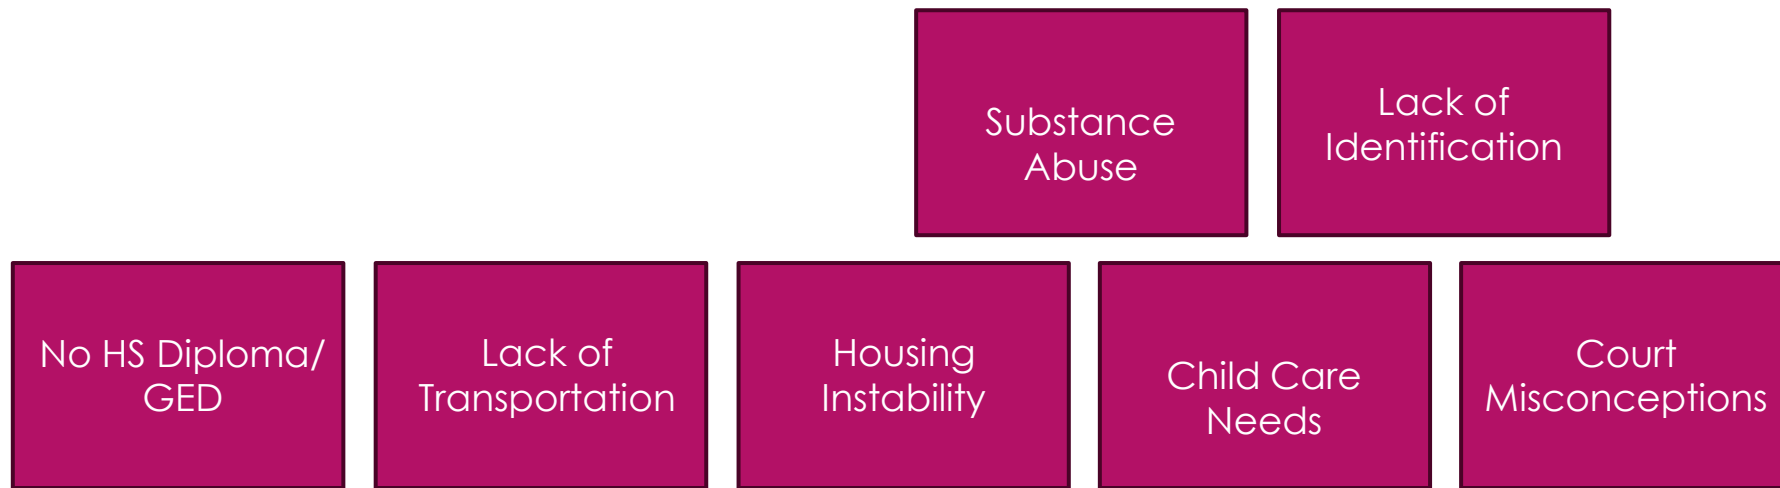 Substance
Abuse
Lack of
Identification
No HS Diploma/
GED
Lack of
Transportation
Housing
Instability
Child Care
Needs
Court
Misconceptions